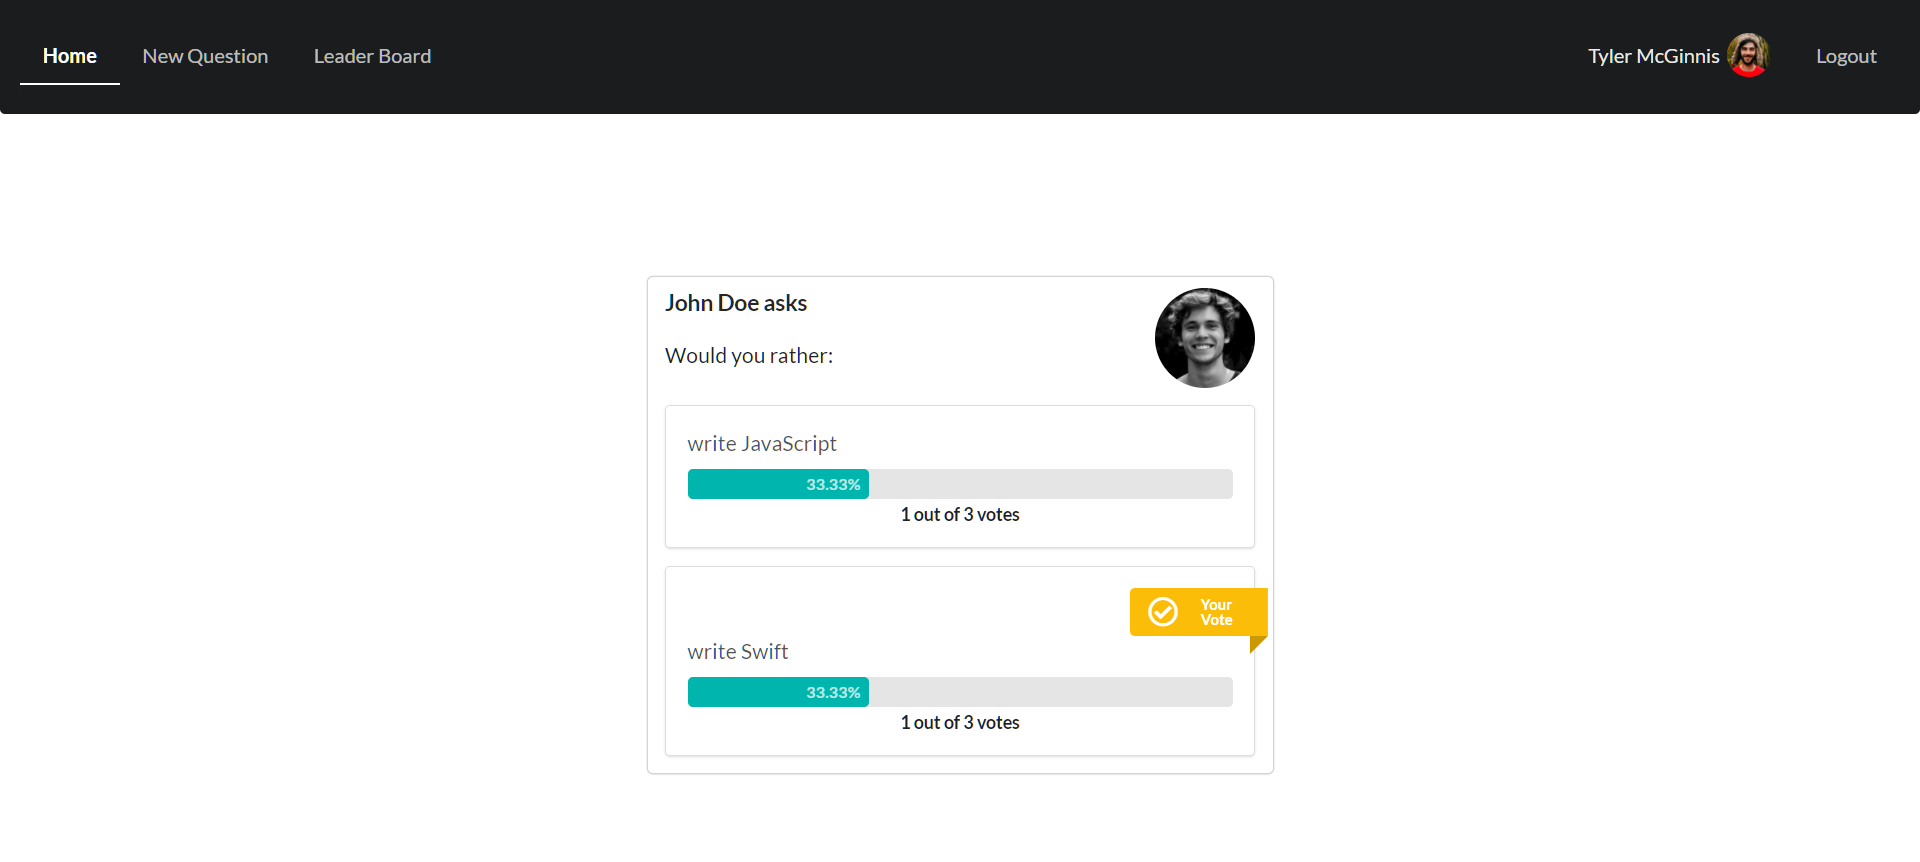 Home New Question Leader Board Tyler McGinnis Logout
John Doe asks
Would you rather:
write JavaScript
33.33%
1 out of 3 votes
Your
Vote
write Swift
33.33%
1 out of 3 votes